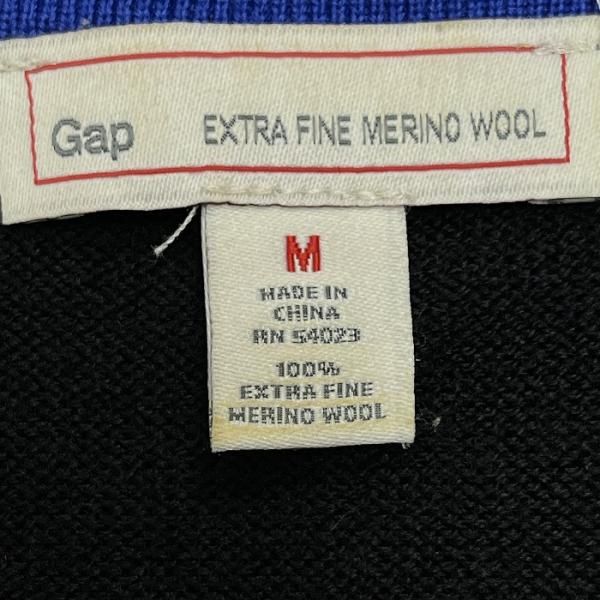 Gap EXTRA FINE MERINO WOOL
M
MADE IN
CHINA
RN 54023
100%
EXTRA FINE
MERINO WOOL